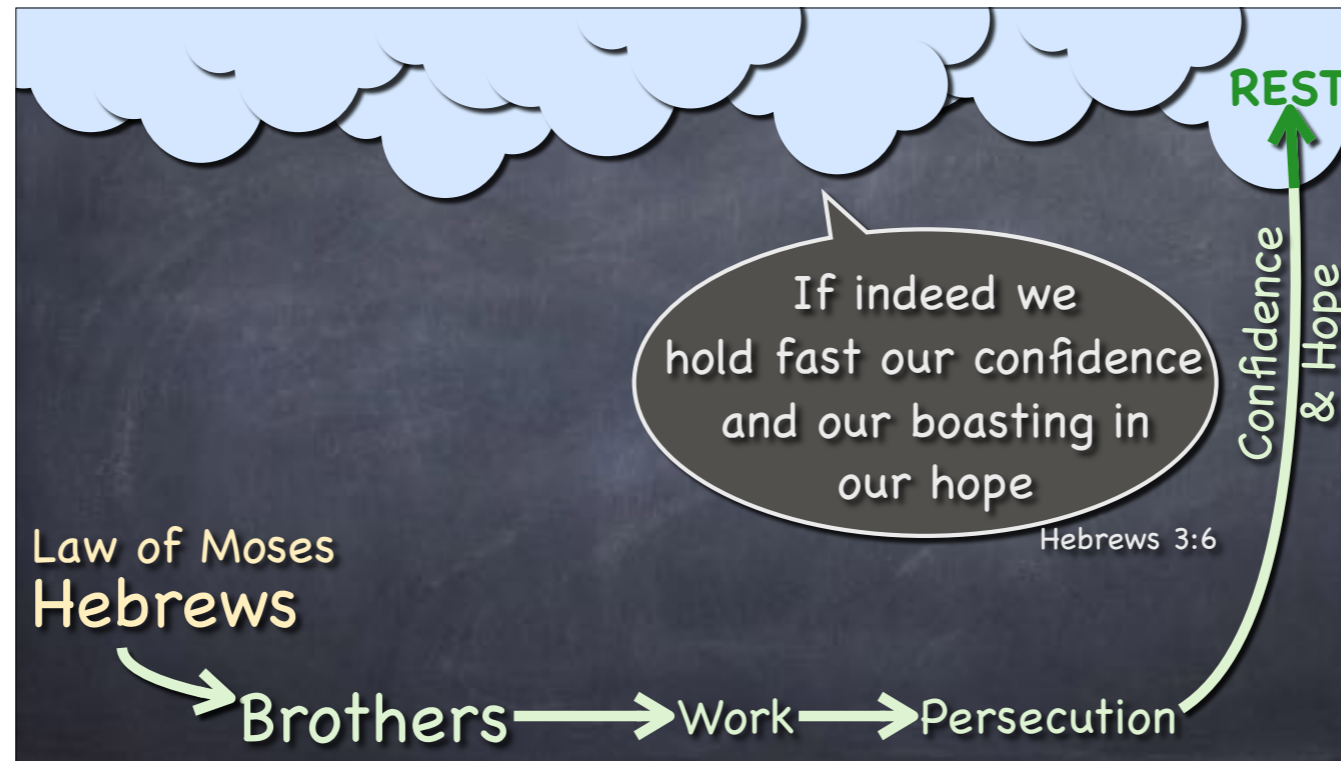 REST
If indeed we
hold fast our confidence
and our boasting in
our hope
Hebrews 3:6
Confidence
& Hope
Law of Moses
Hebrews
Brothers Work Persecution